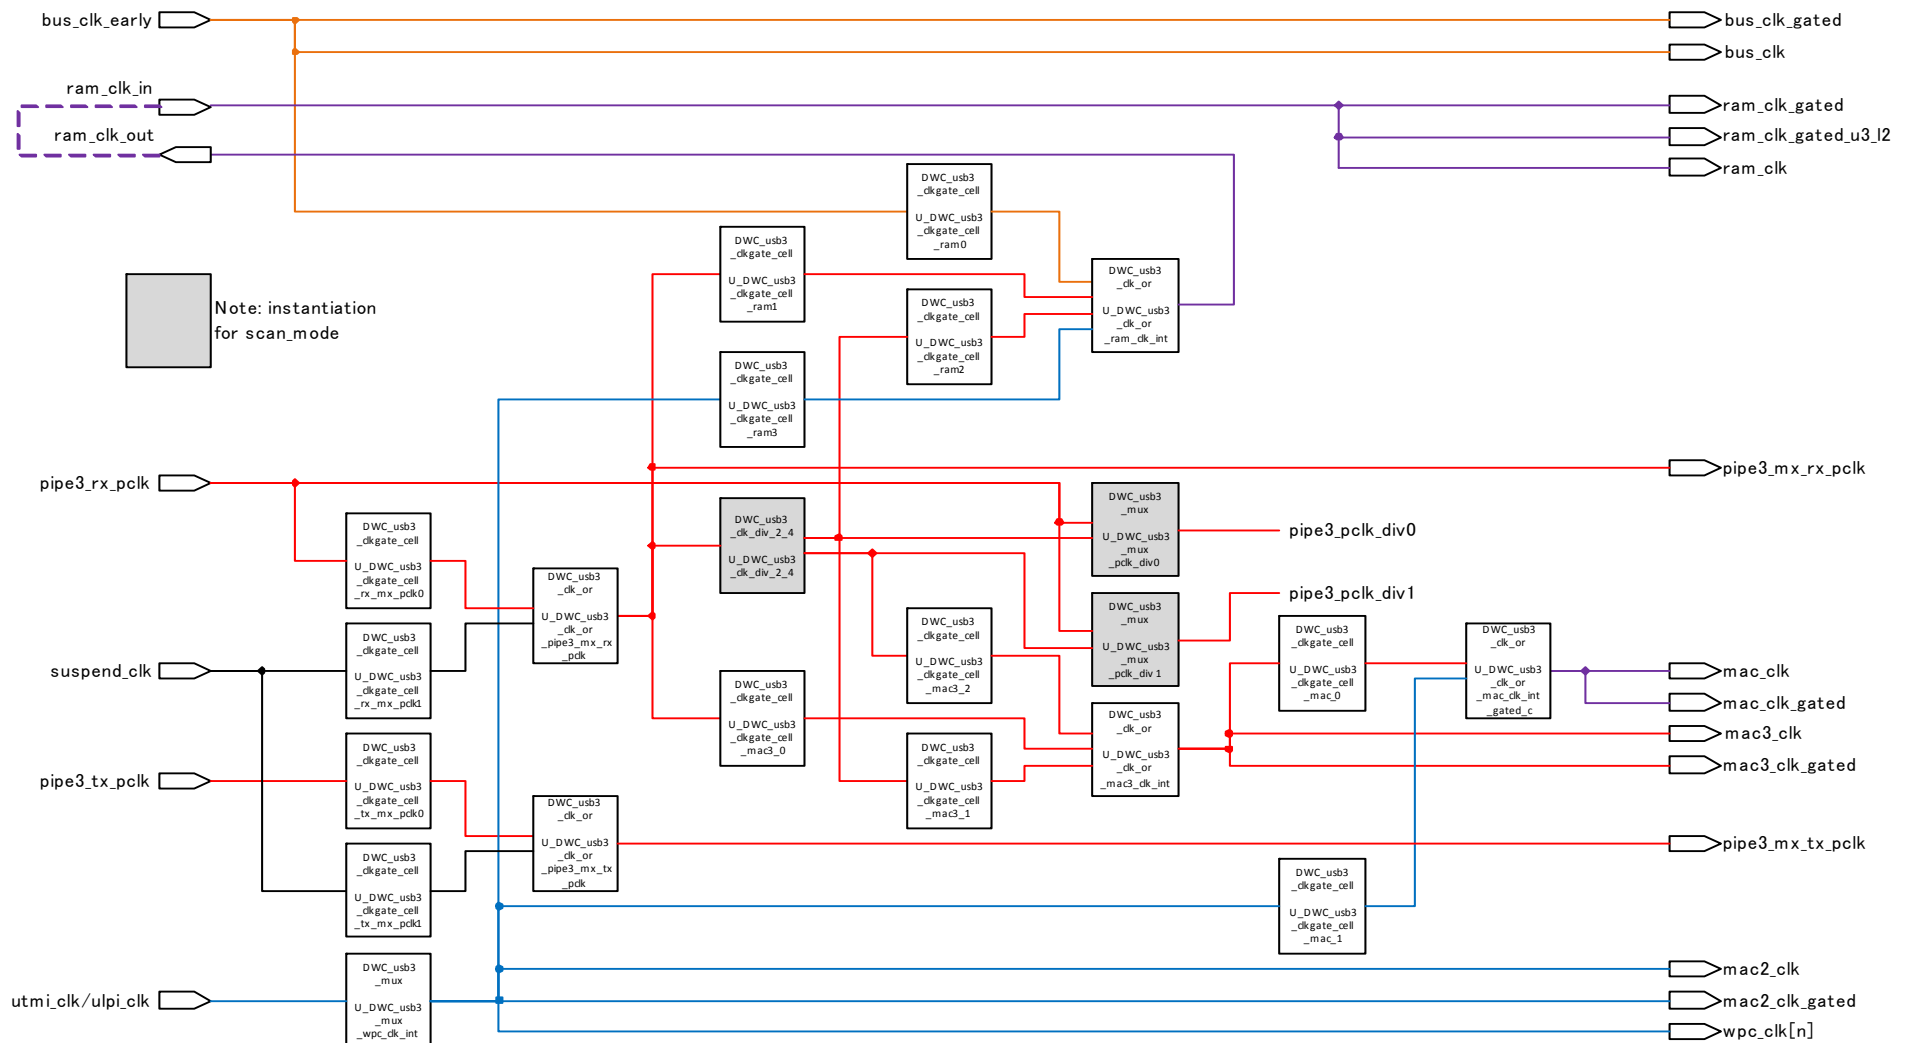 bus_clk_early
bus_clk_gated
bus_clk
ram_clk_in
ram_clk_gated
ram_clk_out
ram_clk_gated_u3_l2
ram_clk
DWC_usb3
_clkgate_cell
U_DWC_usb3
_clkgate_cell
_ram0
DWC_usb3
_clkgate_cell
U_DWC_usb3
_clkgate_cell
_ram1
DWC_usb3
_clk_or
U_DWC_usb3
_clk_or
_ram_clk_int
Note: instantiation
for scan_mode
DWC_usb3
_clkgate_cell
U_DWC_usb3
_clkgate_cell
_ram2
DWC_usb3
_clkgate_cell
U_DWC_usb3
_clkgate_cell
_ram3
pipe3_rx_pclk
pipe3_mx_rx_pclk
DWC_usb3
_clkgate_cell
U_DWC_usb3
_clkgate_cell
_rx_mx_pclk0
DWC_usb3
_clk_div_2_4
U_DWC_usb3
_clk_div_2_4
DWC_usb3
_mux
U_DWC_usb3
_mux
_pclk_div0
pipe3_pclk_div0
DWC_usb3
_clk_or
U_DWC_usb3
_clk_or
_pipe3_mx_rx
_pclk
DWC_usb3
_mux
U_DWC_usb3
_mux
_pclk_div1
pipe3_pclk_div1
suspend_clk
DWC_usb3
_clkgate_cell
U_DWC_usb3
_clkgate_cell
_rx_mx_pclk1
DWC_usb3
_clkgate_cell
U_DWC_usb3
_clkgate_cell
_mac3_2
DWC_usb3
_clkgate_cell
U_DWC_usb3
_clkgate_cell
_mac_0
DWC_usb3
_clk_or
U_DWC_usb3
_clk_or
_mac_clk_int
_gated_c
mac_clk
mac_clk_gated
mac3_clk
mac3_clk_gated
DWC_usb3
_clkgate_cell
U_DWC_usb3
_clkgate_cell
_mac3_0
DWC_usb3
_clk_or
U_DWC_usb3
_clk_or
_mac3_clk_int
pipe3_tx_pclk
DWC_usb3
_clkgate_cell
U_DWC_usb3
_clkgate_cell
_tx_mx_pclk0
DWC_usb3
_clkgate_cell
U_DWC_usb3
_clkgate_cell
_mac3_1
DWC_usb3
_clk_or
U_DWC_usb3
_clk_or
_pipe3_mx_tx
_pclk
pipe3_mx_tx_pclk
DWC_usb3
_clkgate_cell
U_DWC_usb3
_clkgate_cell
_tx_mx_pclk1
DWC_usb3
_clkgate_cell
U_DWC_usb3
_clkgate_cell
_mac_1
utmi_clk/ulpi_clk
DWC_usb3
_mux
U_DWC_usb3
_mux
_wpc_clk_int
mac2_clk
mac2_clk_gated
wpc_clk[n]